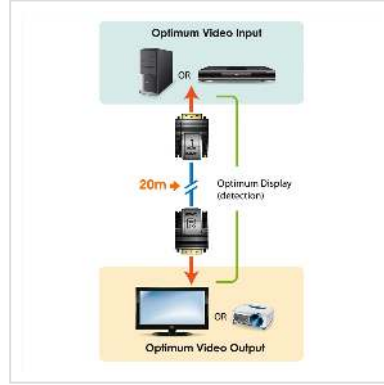 Optimum Video Input
OR
20m
Optimum Display
(detection)
OR
Optimum Video Output